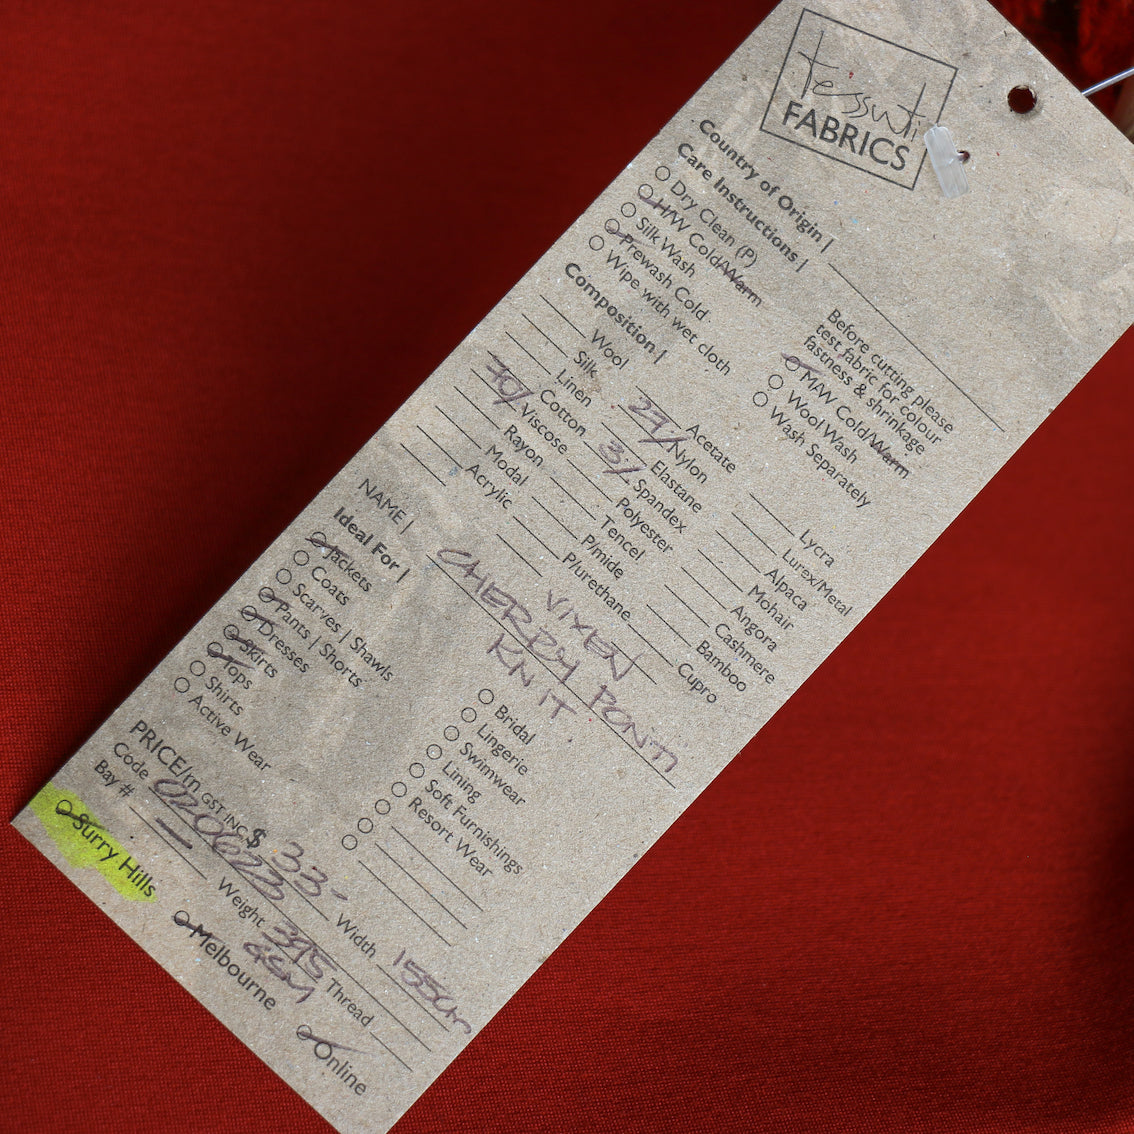 tessuti
FABRICS
Country of Origin |
Care Instructions |
Dry Clean (P)
H/W Cold/Warm
Silk Wash
Prewash Cold
Wipe with wet cloth
Before cutting please
test fabric for colour
fastness & shrinkage
M/W Cold/Warm
Wool Wash
Wash Separately
Composition |
Wool
Silk
Linen
Cotton
70/ Viscose
Rayon
Modal
Acrylic
Acetate
27/ Nylon
Elastane
3/ Spandex
Polyester
Tencel
P/mide
P/urethane
Lycra
Lurex/Metal
Alpaca
Mohair
Angora
Cashmere
Bamboo
Cupro
NAME | VIXEN
CHERRY PONTI
KNIT
Ideal For |
Jackets
Coats
Scarves | Shawls
Pants | Shorts
Dresses
Skirts
Tops
Shirts
Active Wear
Bridal
Lingerie
Swimwear
Lining
Soft Furnishings
Resort Wear
PRICE/m GST INC. $ 33-
Width 155cm
Code 020623
Weight 395 GSM
Thread
Bay # —
Surry Hills
Melbourne
Online